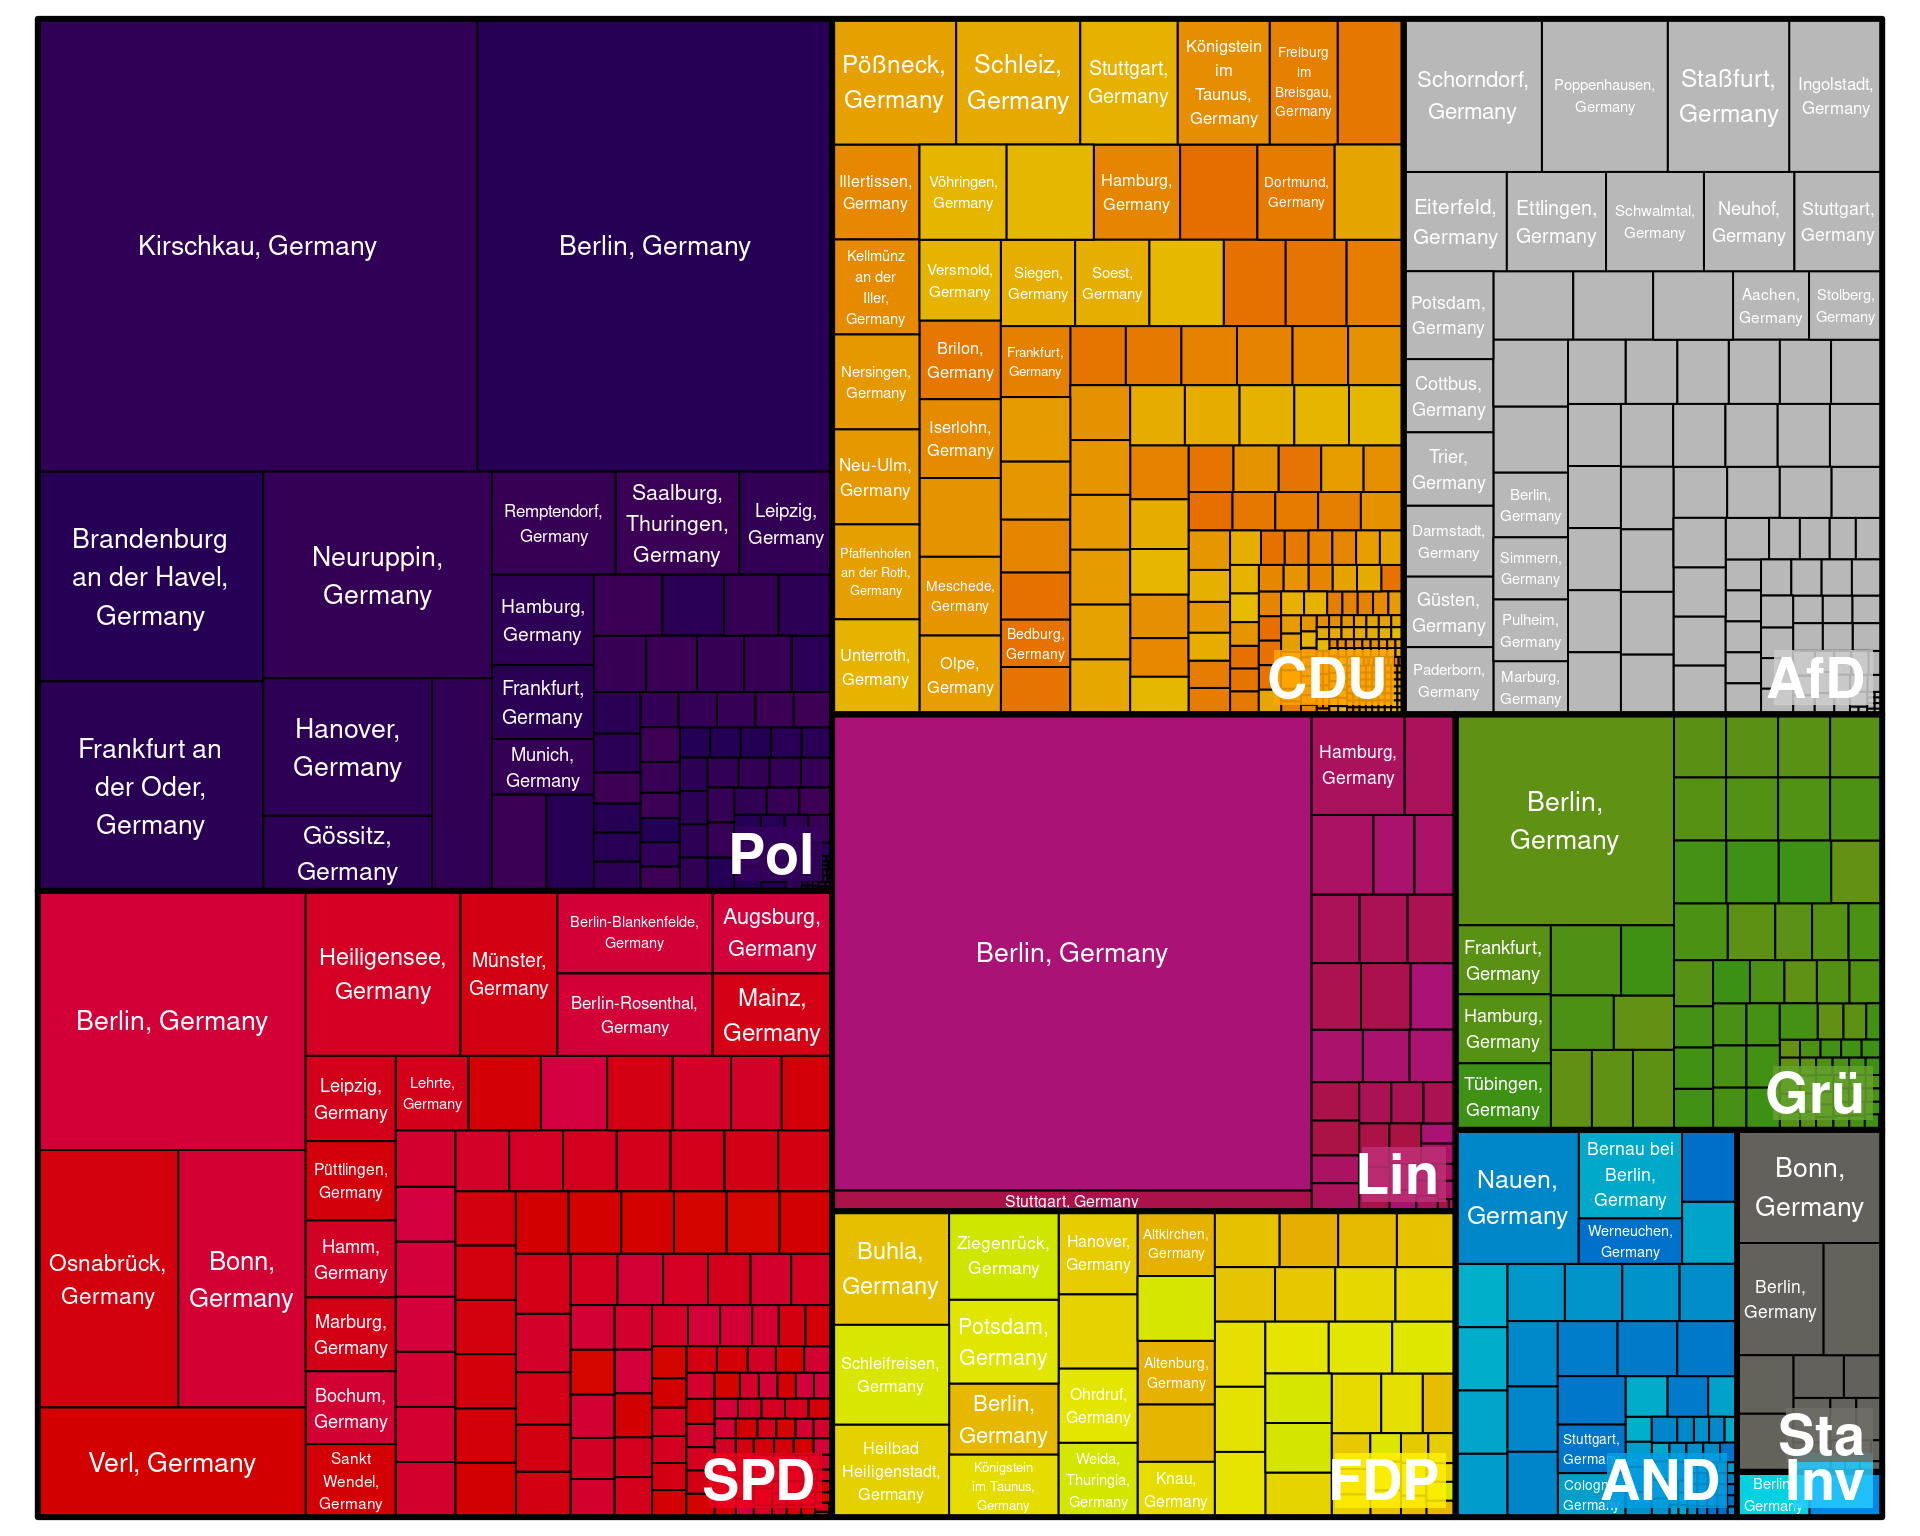 Kirschkau, Germany
Berlin, Germany
Brandenburg
an der Havel,
Germany
Neuruppin,
Germany
Remptendorf,
Germany
Saalburg,
Thuringen,
Germany
Leipzig,
Germany
Hamburg,
Germany
Frankfurt,
Germany
Munich,
Germany
Frankfurt an
der Oder,
Germany
Hanover,
Germany
Gössitz,
Germany
Pol
Pößneck,
Germany
Schleiz,
Germany
Stuttgart,
Germany
Königstein
im
Taunus,
Germany
Freiburg
im
Breisgau,
Germany
Illertissen,
Germany
Vöhringen,
Germany
Hamburg,
Germany
Dortmund,
Germany
Kellmünz
an der
Iller,
Germany
Versmold,
Germany
Siegen,
Germany
Soest,
Germany
Nersingen,
Germany
Brilon,
Germany
Frankfurt,
Germany
Iserlohn,
Germany
Neu-Ulm,
Germany
Pfaffenhofen
an der Roth,
Germany
Meschede,
Germany
Unterroth,
Germany
Olpe,
Germany
Bedburg,
Germany
CDU
Schorndorf,
Germany
Poppenhausen,
Germany
Staßfurt,
Germany
Ingolstadt,
Germany
Eiterfeld,
Germany
Ettlingen,
Germany
Schwalmtal,
Germany
Neuhof,
Germany
Stuttgart,
Germany
Potsdam,
Germany
Aachen,
Germany
Stolberg,
Germany
Cottbus,
Germany
Trier,
Germany
Berlin,
Germany
Darmstadt,
Germany
Simmern,
Germany
Güsten,
Germany
Pulheim,
Germany
Paderborn,
Germany
Marburg,
Germany
AfD
Berlin, Germany
Heiligensee,
Germany
Münster,
Germany
Berlin-Blankenfelde,
Germany
Augsburg,
Germany
Berlin-Rosenthal,
Germany
Mainz,
Germany
Leipzig,
Germany
Lehrte,
Germany
Osnabrück,
Germany
Bonn,
Germany
Püttlingen,
Germany
Hamm,
Germany
Marburg,
Germany
Bochum,
Germany
Verl, Germany
Sankt
Wendel,
Germany
SPD
Berlin, Germany
Hamburg,
Germany
Stuttgart, Germany
Lin
Berlin,
Germany
Frankfurt,
Germany
Hamburg,
Germany
Tübingen,
Germany
Grü
Buhla,
Germany
Ziegenrück,
Germany
Hanover,
Germany
Altkirchen,
Germany
Schleifreisen,
Germany
Potsdam,
Germany
Altenburg,
Germany
Berlin,
Germany
Ohrdruf,
Germany
Heilbad
Heiligenstadt,
Germany
Königstein
im Taunus,
Germany
Weida,
Thuringia,
Germany
Knau,
Germany
FDP
Nauen,
Germany
Bernau bei
Berlin,
Germany
Werneuchen,
Germany
Stuttgart,
AND
Bonn,
Germany
Berlin,
Germany
Sta
Inv